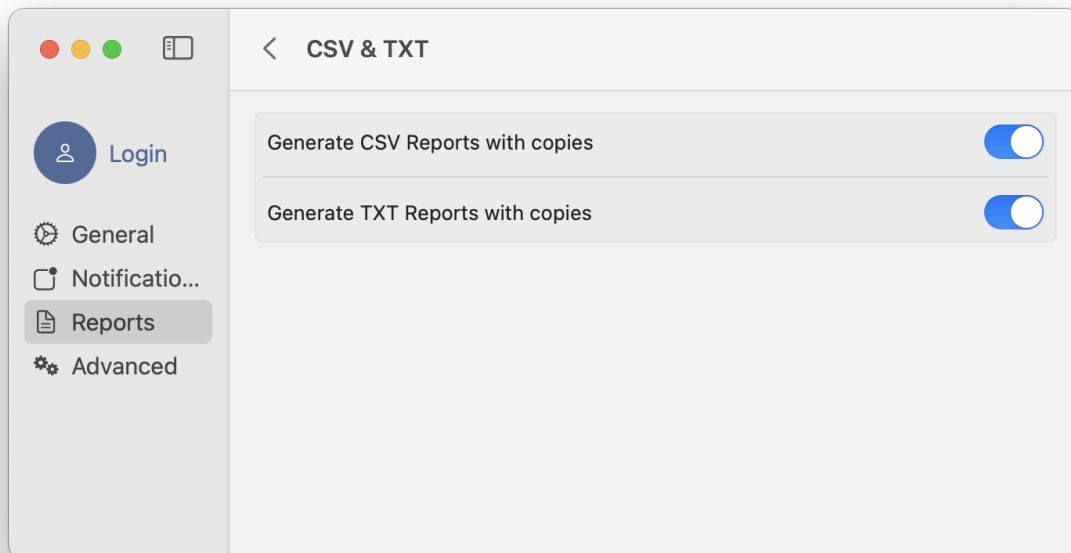 CSV & TXT
Login
General
Notificatio...
Reports
Advanced
Generate CSV Reports with copies
Generate TXT Reports with copies